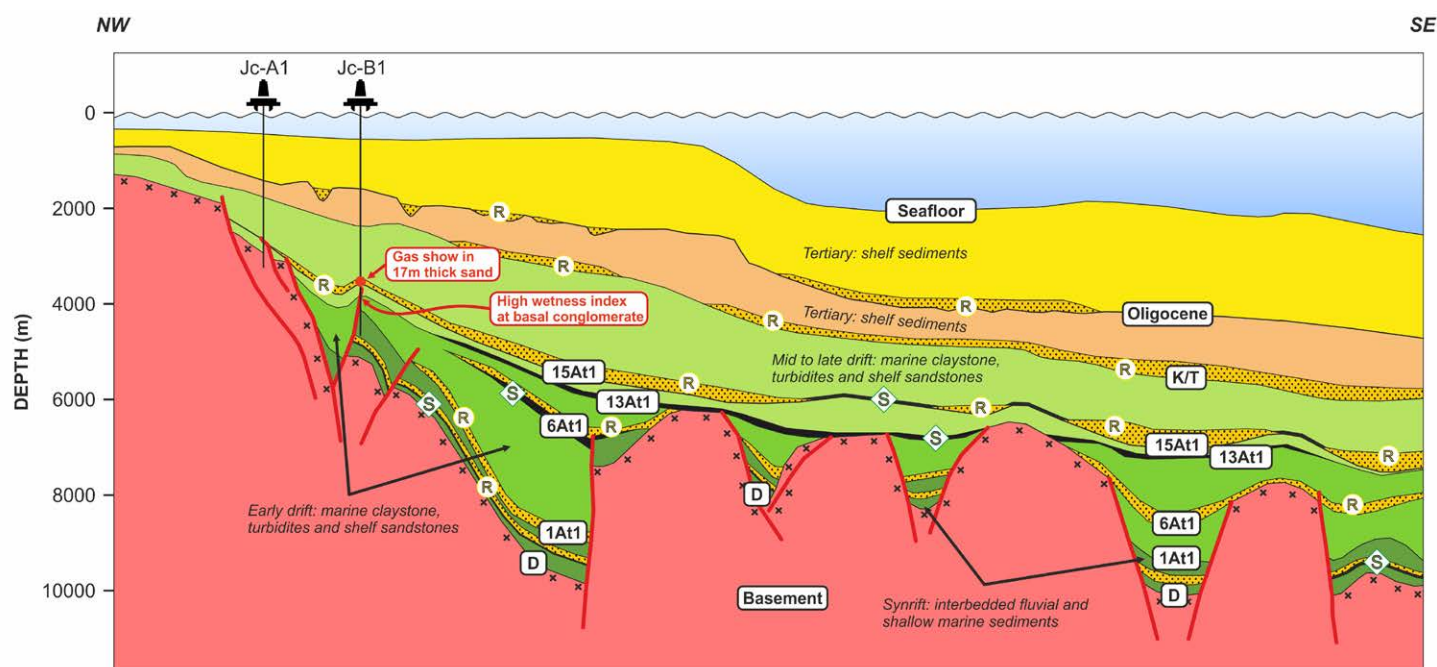 NW
SE
Jc-A1
Jc-B1
0
2000
4000
6000
8000
10000
DEPTH (m)
Seafloor
R
Tertiary: shelf sediments
Gas show in
17m thick sand
R
R
High wetness index
at basal conglomerate
R
R
Tertiary: shelf sediments
Oligocene
Mid to late drift: marine claystone,
turbidites and shelf sandstones
15At1
R
R
K/T
S
13At1
S
S
R
6At1
R
R
S
R
15At1
13At1
R
R
D
Early drift: marine claystone,
turbidites and shelf sandstones
1At1
D
6At1
R
1At1
S
D
Basement
Synrift: interbedded fluvial and
shallow marine sediments